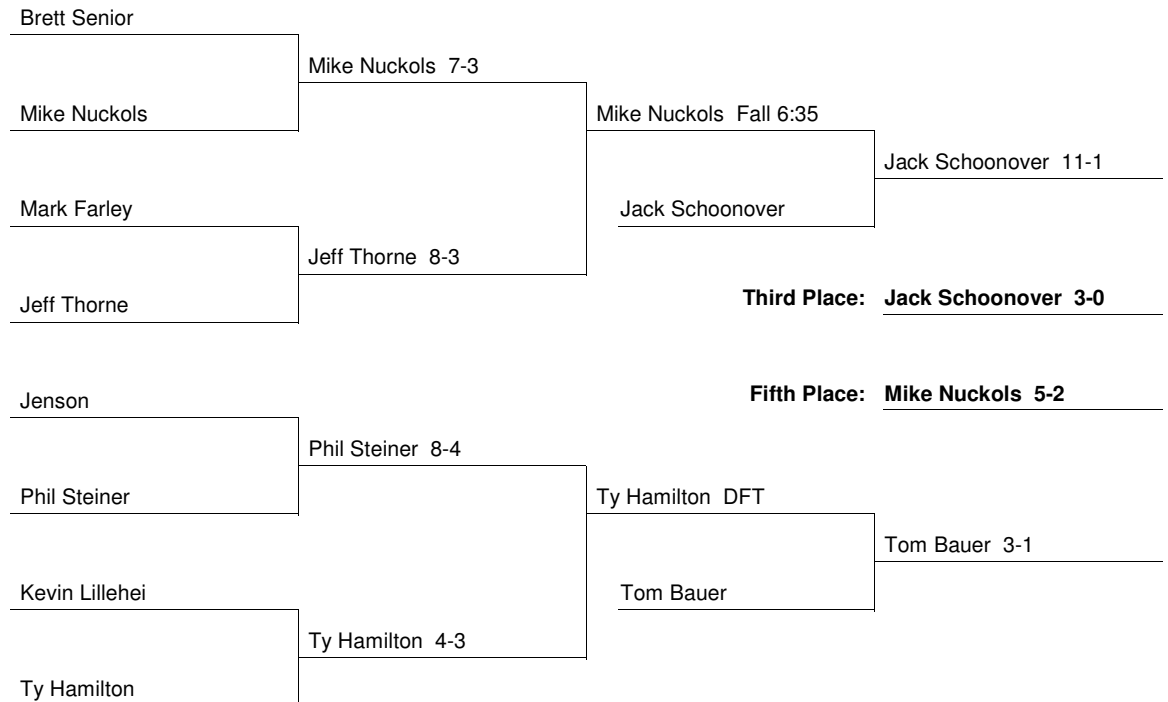 Brett Senior
Mike Nuckols 7-3
Mike Nuckols
Mike Nuckols Fall 6:35
Jack Schoonover 11-1
Mark Farley
Jack Schoonover
Jeff Thorne 8-3
Jeff Thorne
Third Place: Jack Schoonover 3-0
Jenson
Fifth Place: Mike Nuckols 5-2
Phil Steiner 8-4
Phil Steiner
Ty Hamilton DFT
Tom Bauer 3-1
Kevin Lillehei
Tom Bauer
Ty Hamilton 4-3
Ty Hamilton